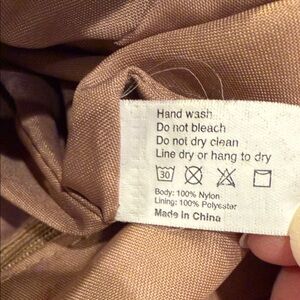 Hand wash
Do not bleach
Do not dry clean
Line dry or hang to dry
30
Body: 100% Nylon
Lining: 100% Polyester
Made in China